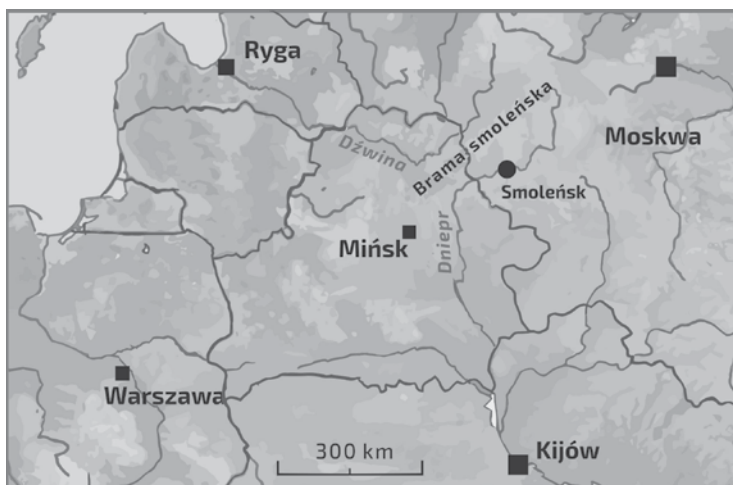 Ryga
Moskwa
Brama smoleńska
Dźwina
Smoleńsk
Dniepr
Mińsk
Warszawa
300 km
Kijów